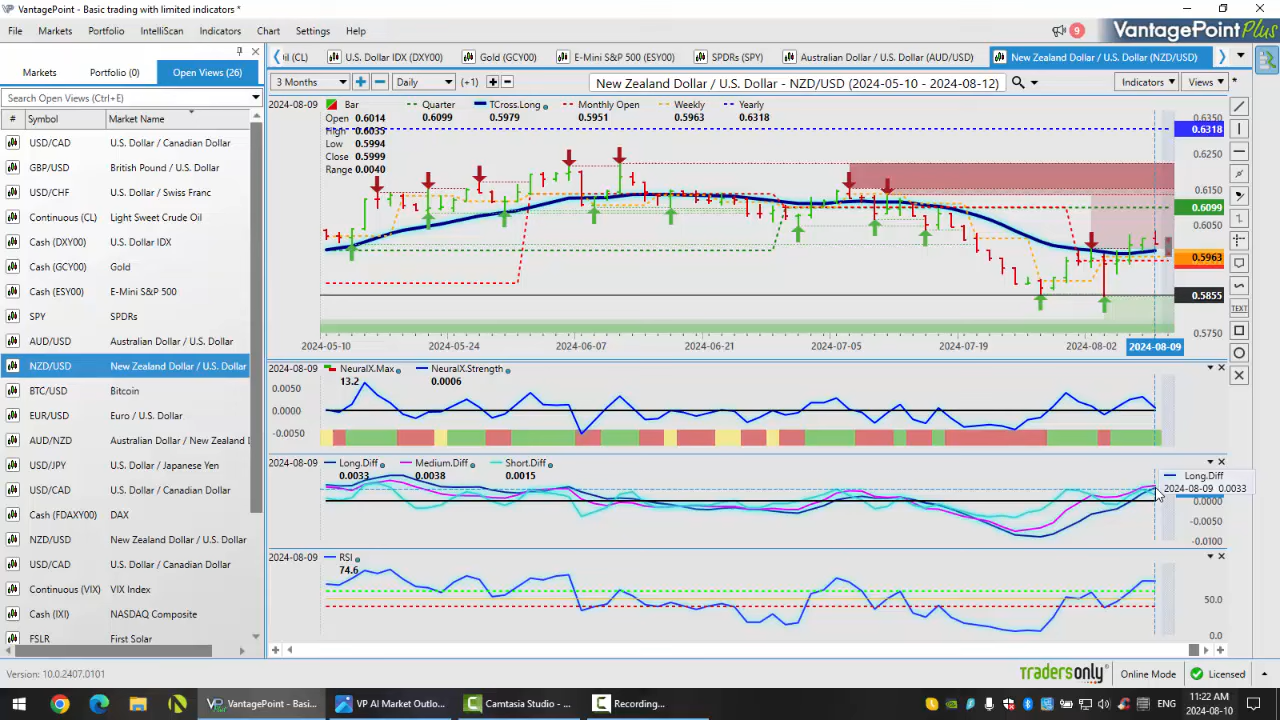 VantagePoint - Basic trading with limited indicators *
File Markets Portfolio IntelliScan Indicators Chart Settings Help
9
VantagePoint Plus
Markets Portfolio (0) Open Views (26)
Oil (CL) U.S. Dollar IDX (DXY00) Gold (GCY00) E-Mini S&P 500 (ESY00) SPDRs (SPY) Australian Dollar / U.S. Dollar (AUD/USD) New Zealand Dollar / U.S. Dollar (NZD/USD)
3 Months Daily (+1) New Zealand Dollar / U.S. Dollar - NZD/USD (2024-05-10 - 2024-08-12) Indicators Views
Search Open Views (Ctrl+E)
# Symbol Market Name
USD/CAD U.S. Dollar / Canadian Dollar
GBP/USD British Pound / U.S. Dollar
USD/CHF U.S. Dollar / Swiss Franc
Continuous (CL) Light Sweet Crude Oil
Cash (DXY00) U.S. Dollar IDX
Cash (GCY00) Gold
Cash (ESY00) E-Mini S&P 500
SPY SPDRs
AUD/USD Australian Dollar / U.S. Dollar
NZD/USD New Zealand Dollar / U.S. Dollar
BTC/USD Bitcoin
EUR/USD Euro / U.S. Dollar
AUD/NZD Australian Dollar / New Zealand
USD/JPY U.S. Dollar / Japanese Yen
USD/CAD U.S. Dollar / Canadian Dollar
Cash (FDAXY00) DAX
NZD/USD New Zealand Dollar / U.S. Dollar
USD/CAD U.S. Dollar / Canadian Dollar
Continuous (VIX) VIX Index
Cash (IXI) NASDAQ Composite
FSLR First Solar
2024-08-09 Bar Quarter TCross.Long Monthly Open Weekly Yearly
Open 0.6014 0.6099 0.5979 0.5951 0.5963 0.6318
High 0.6035
Low 0.5994
Close 0.5999
Range 0.0040
0.6350
0.6318
0.6250
0.6150
0.6099
0.6050
0.5963
0.5855
0.5750
TEXT
2024-05-10 2024-05-24 2024-06-07 2024-06-21 2024-07-05 2024-07-19 2024-08-02 2024-08-09
2024-08-09 NeuralX.Max NeuralX.Strength
13.2 0.0006
0.0050
0.0000
-0.0050
2024-08-09 Long.Diff Medium.Diff Short.Diff
0.0033 0.0038 0.0015
Long.Diff
2024-08-09 0.0033
0.0000
-0.0050
-0.0100
2024-08-09 RSI
74.6
50.0
0.0
Version: 10.0.2407.0101
tradersonly Online Mode Licensed
VantagePoint - Basi... VP AI Market Outlo... Camtasia Studio - ... Recording...
ENG
11:22 AM
2024-08-10